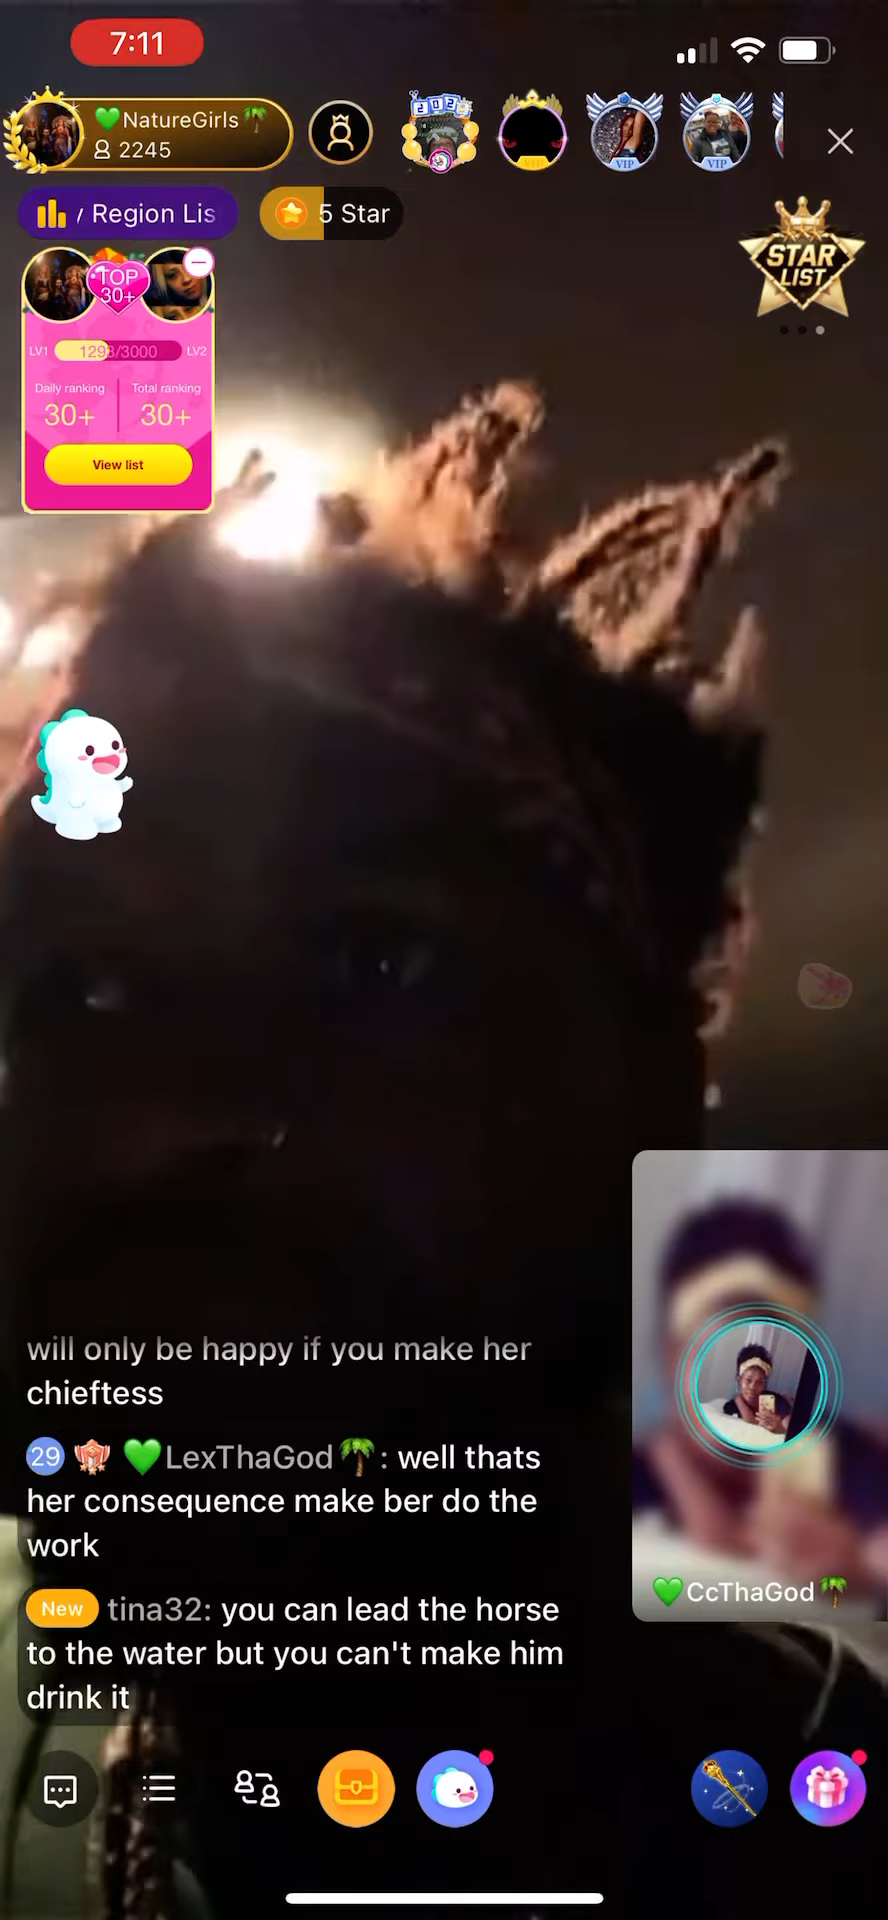 7:11
💚NatureGirls🌴
2245
VIP
VIP
VIP
y Region Lis
5 Star
STAR
LIST
TOP
30+
LV1
1293/3000
LV2
Daily ranking
Total ranking
30+
30+
View list
will only be happy if you make her
chieftess
29 💚LexThaGod🌴: well thats
her consequence make ber do the
work
New tina32: you can lead the horse
to the water but you can't make him
drink it
💚CcThaGod🌴